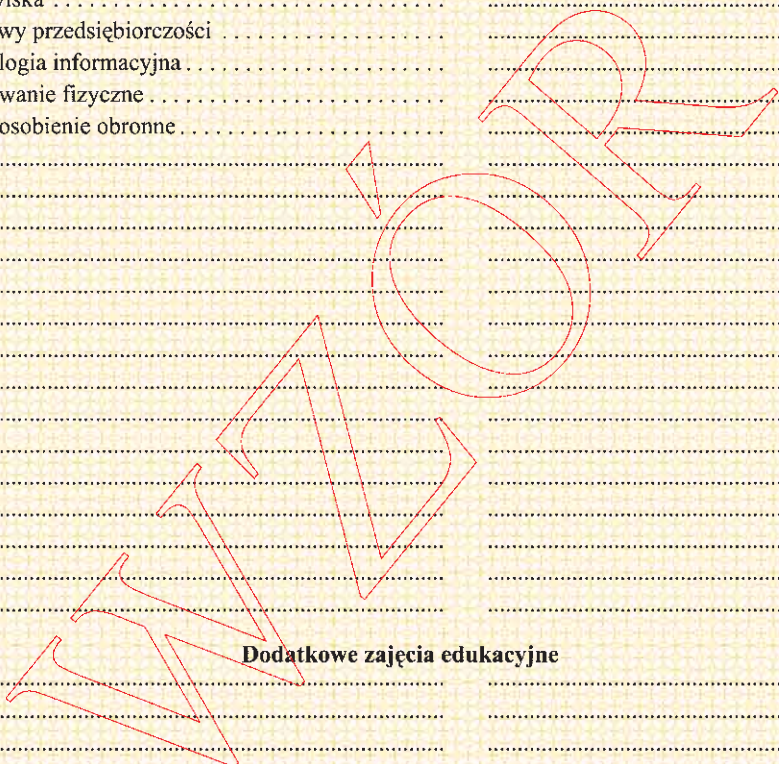 wy przedsiębiorczości
logia informacyjna
wanie fizyczne
osobienie obronne
WZÓR
Dodatkowe zajęcia edukacyjne